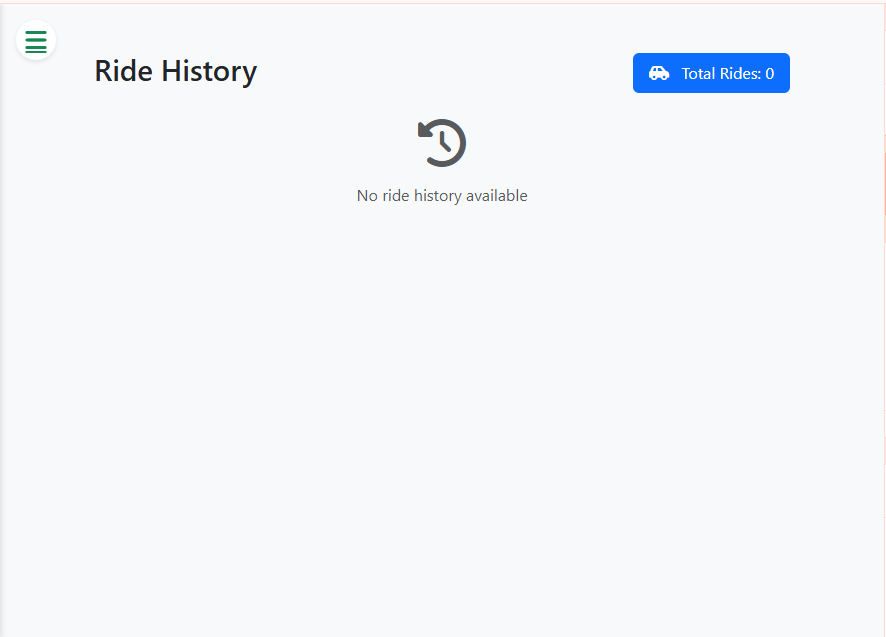 Ride History
Total Rides: 0
No ride history available